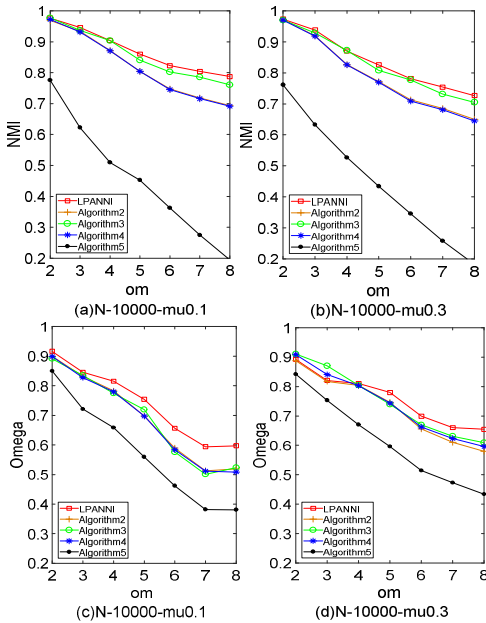 1
0.9
0.8
0.7
0.6
0.5
0.4
0.3
0.2
NMI
LPANNI
Algorithm2
Algorithm3
Algorithm4
Algorithm5
2 3 4 5 6 7 8
om
(a)N-10000-mu0.1
1
0.9
0.8
0.7
0.6
0.5
0.4
0.3
0.2
NMI
LPANNI
Algorithm2
Algorithm3
Algorithm4
Algorithm5
2 3 4 5 6 7 8
om
(b)N-10000-mu0.3
1
0.9
0.8
0.7
0.6
0.5
0.4
0.3
0.2
Omega
LPANNI
Algorithm2
Algorithm3
Algorithm4
Algorithm5
2 3 4 5 6 7 8
om
(c)N-10000-mu0.1
1
0.9
0.8
0.7
0.6
0.5
0.4
0.3
0.2
Omega
LPANNI
Algorithm2
Algorithm3
Algorithm4
Algorithm5
2 3 4 5 6 7 8
om
(d)N-10000-mu0.3